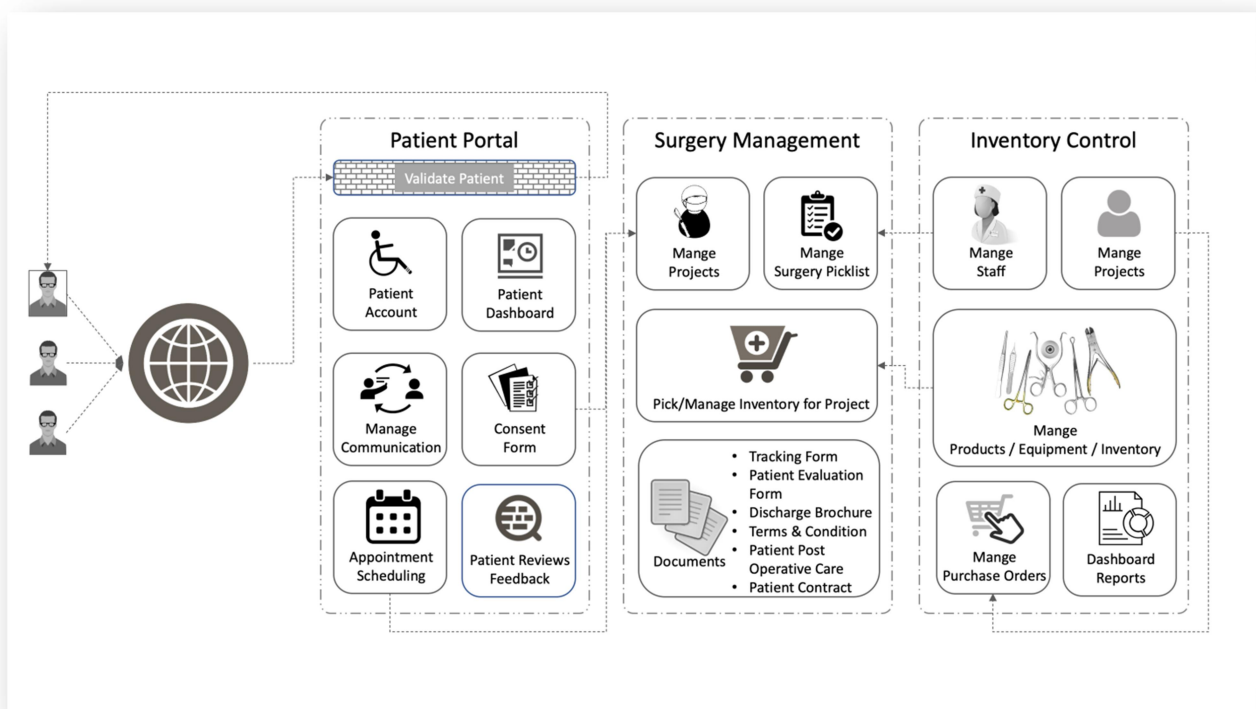 Patient Portal
Validate Patient
Patient
Account
Patient
Dashboard
Manage
Communication
Consent
Form
Appointment
Scheduling
Patient Reviews
Feedback
Surgery Management
Mange
Projects
Mange
Surgery Picklist
Pick/Manage Inventory for Project
Documents
• Tracking Form
• Patient Evaluation
Form
• Discharge Brochure
• Terms & Condition
• Patient Post
Operative Care
• Patient Contract
Inventory Control
Mange
Staff
Mange
Projects
Mange
Products / Equipment / Inventory
Mange
Purchase Orders
Dashboard
Reports